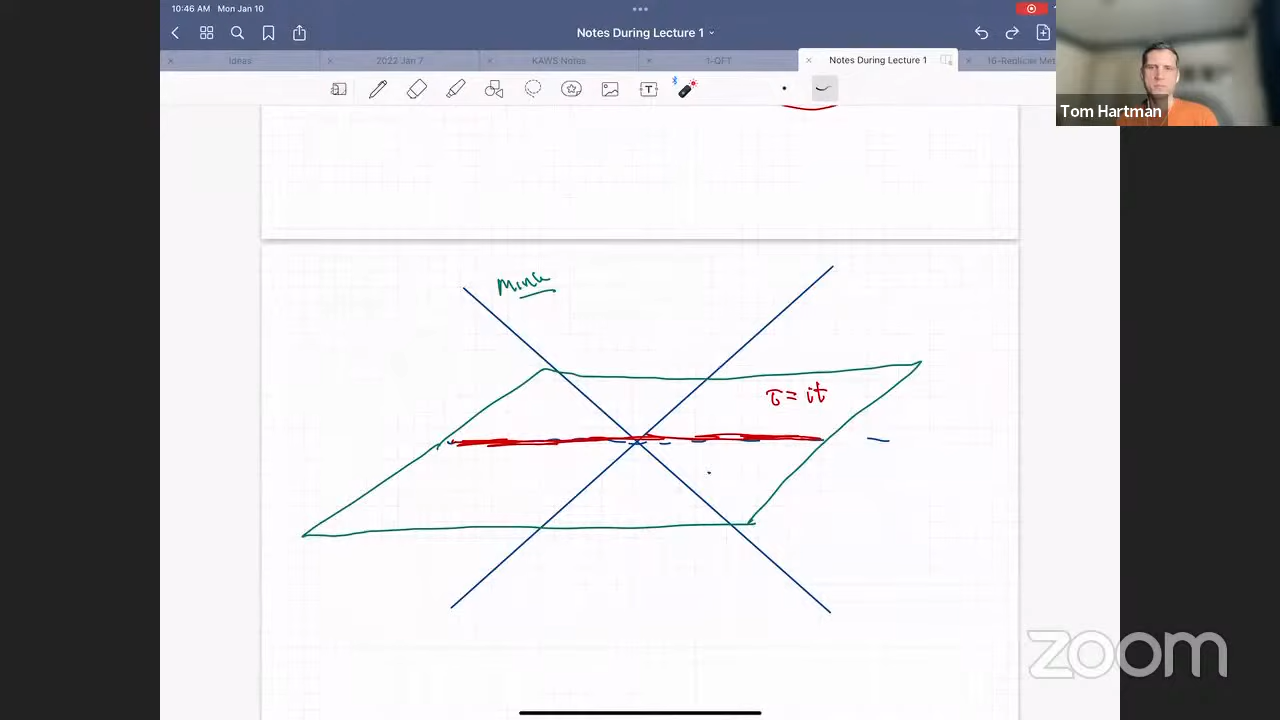 10:46 AM Mon Jan 10
Notes During Lecture 1
Ideas
2022 Jan 7
KAWS Notes
1-QFT
Notes During Lecture 1
T
Tom Hartman
Mink
τ = it
zoom